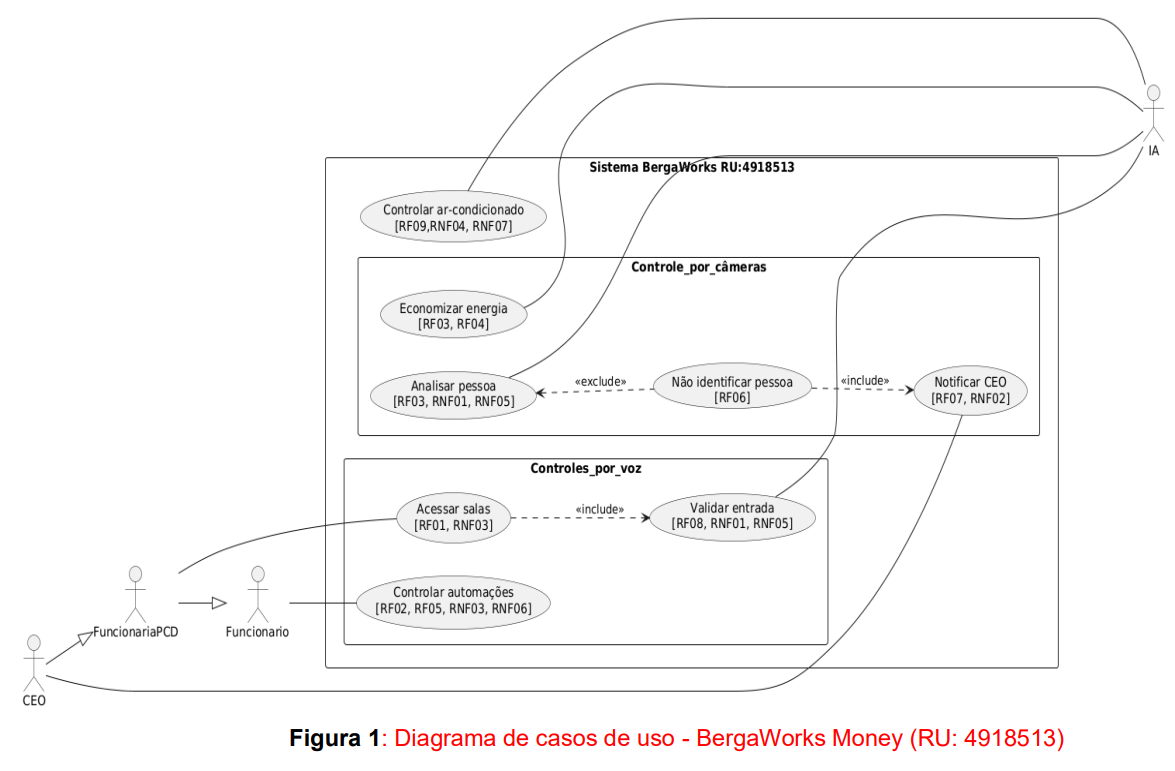 IA
Sistema BergaWorks RU:4918513
Controlar ar-condicionado
[RF09,RNF04, RNF07]
Controle_por_câmeras
Economizar energia
[RF03, RF04]
Analisar pessoa
[RF03, RNF01, RNF05]
«exclude»
Não identificar pessoa
[RF06]
«include»
Notificar CEO
[RF07, RNF02]
Controles_por_voz
Acessar salas
[RF01, RNF03]
«include»
Validar entrada
[RF08, RNF01, RNF05]
Controlar automações
[RF02, RF05, RNF03, RNF06]
FuncionariaPCD
Funcionario
CEO
Figura 1: Diagrama de casos de uso - BergaWorks Money (RU: 4918513)